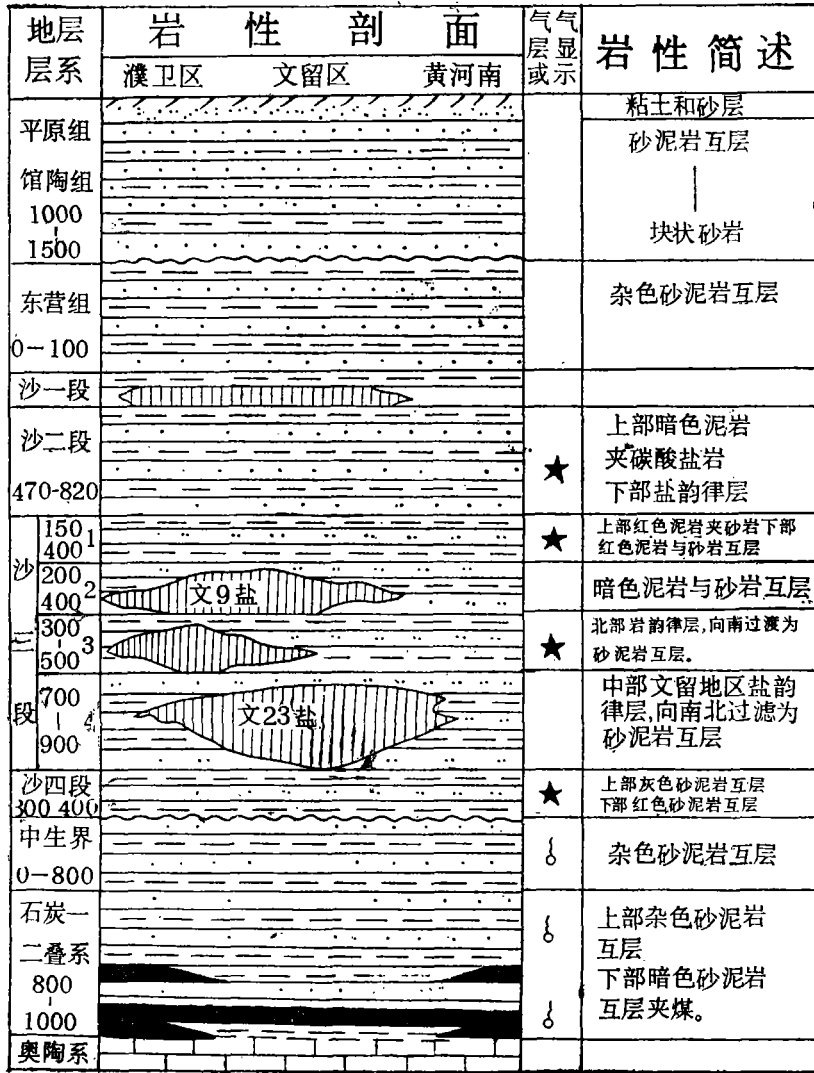 地层
层系
岩性剖面
濮卫区 文留区 黄河南
气层或
气显示
岩性简述
粘土和砂层
平原组
砂泥岩互层
馆陶组
1000
1500
块状砂岩
东营组
0-100
杂色砂泥岩互层
沙一段
沙二段
470-820
上部暗色泥岩
夹碳酸盐岩
下部盐韵律层
沙三段
150
400
1
上部红色泥岩夹砂岩下部
红色泥岩与砂岩互层
200
400
2
文9盐
暗色泥岩与砂岩互层
300
-
500
3
北部岩韵律层,向南过渡为
砂泥岩互层。
700
|
900
4
文23盐
中部文留地区盐韵
律层,向南北过滤为
砂泥岩互层
沙四段
300 400
上部灰色砂泥岩互层
下部红色砂泥岩互层
中生界
0-800
杂色砂泥岩互层
石炭一
二叠系
800
-
1000
上部杂色砂泥岩
互层
下部暗色砂泥岩
互层夹煤。
奥陶系